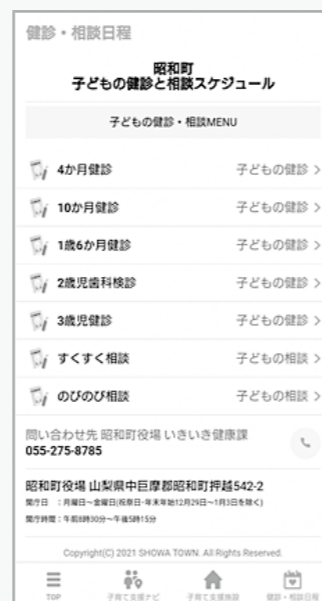 健診・相談日程
昭和町
子どもの健診と相談スケジュール
子どもの健診・相談MENU
4か月健診 子どもの健診
10か月健診 子どもの健診
1歳6か月健診 子どもの健診
2歳児歯科検診 子どもの健診
3歳児健診 子どもの健診
すくすく相談 子どもの相談
のびのび相談 子どもの相談
問い合わせ先 昭和町役場 いきいき健康課
055-275-8785
昭和町役場 山梨県中巨摩郡昭和町押越542-2
開庁日 : 月曜日～金曜日(祝祭日・年末年始12月29日～1月3日を除く)
開庁時間 : 午前8時30分～午後5時15分
Copyright(C) 2021 SHOWA TOWN. All Rights Reserved.
TOP 子育て支援ナビ 子育て支援施設 健診・相談日程